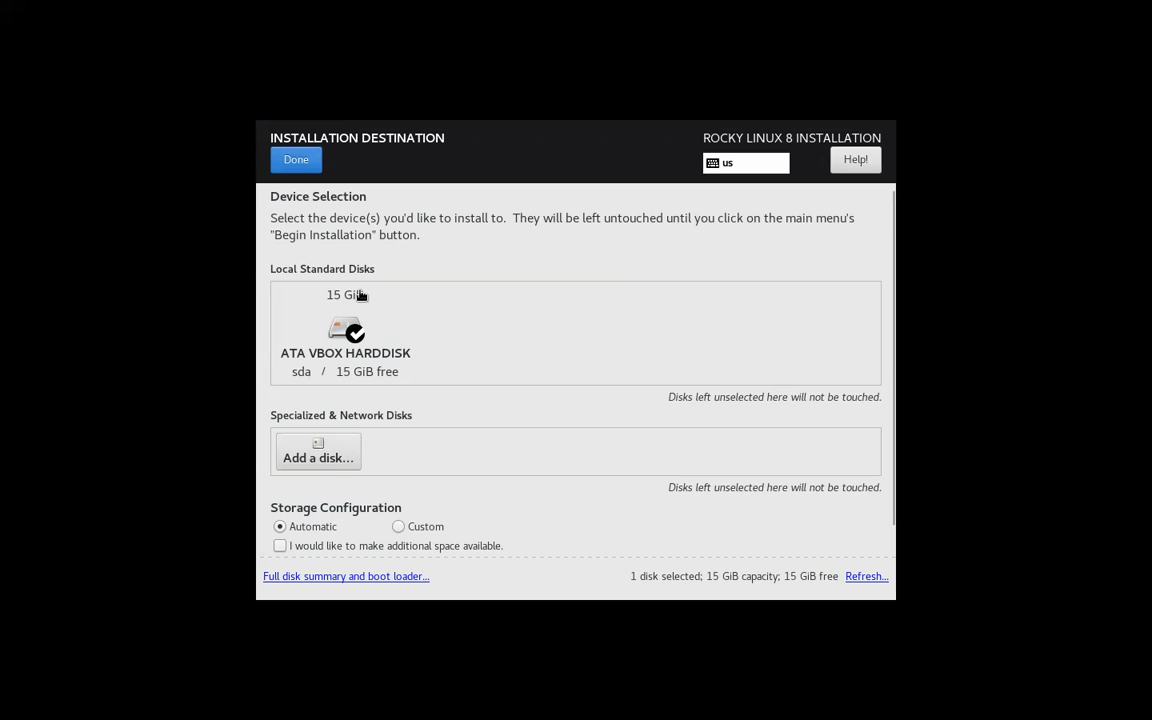 INSTALLATION DESTINATION
ROCKY LINUX 8 INSTALLATION
Done
us
Help!
Device Selection
Select the device(s) you'd like to install to.  They will be left untouched until you click on the main menu's
"Begin Installation" button.
Local Standard Disks
15 GiB
ATA VBOX HARDDISK
sda / 15 GiB free
Disks left unselected here will not be touched.
Specialized & Network Disks
Add a disk...
Disks left unselected here will not be touched.
Storage Configuration
Automatic
Custom
I would like to make additional space available.
Full disk summary and boot loader...
1 disk selected; 15 GiB capacity; 15 GiB free
Refresh...